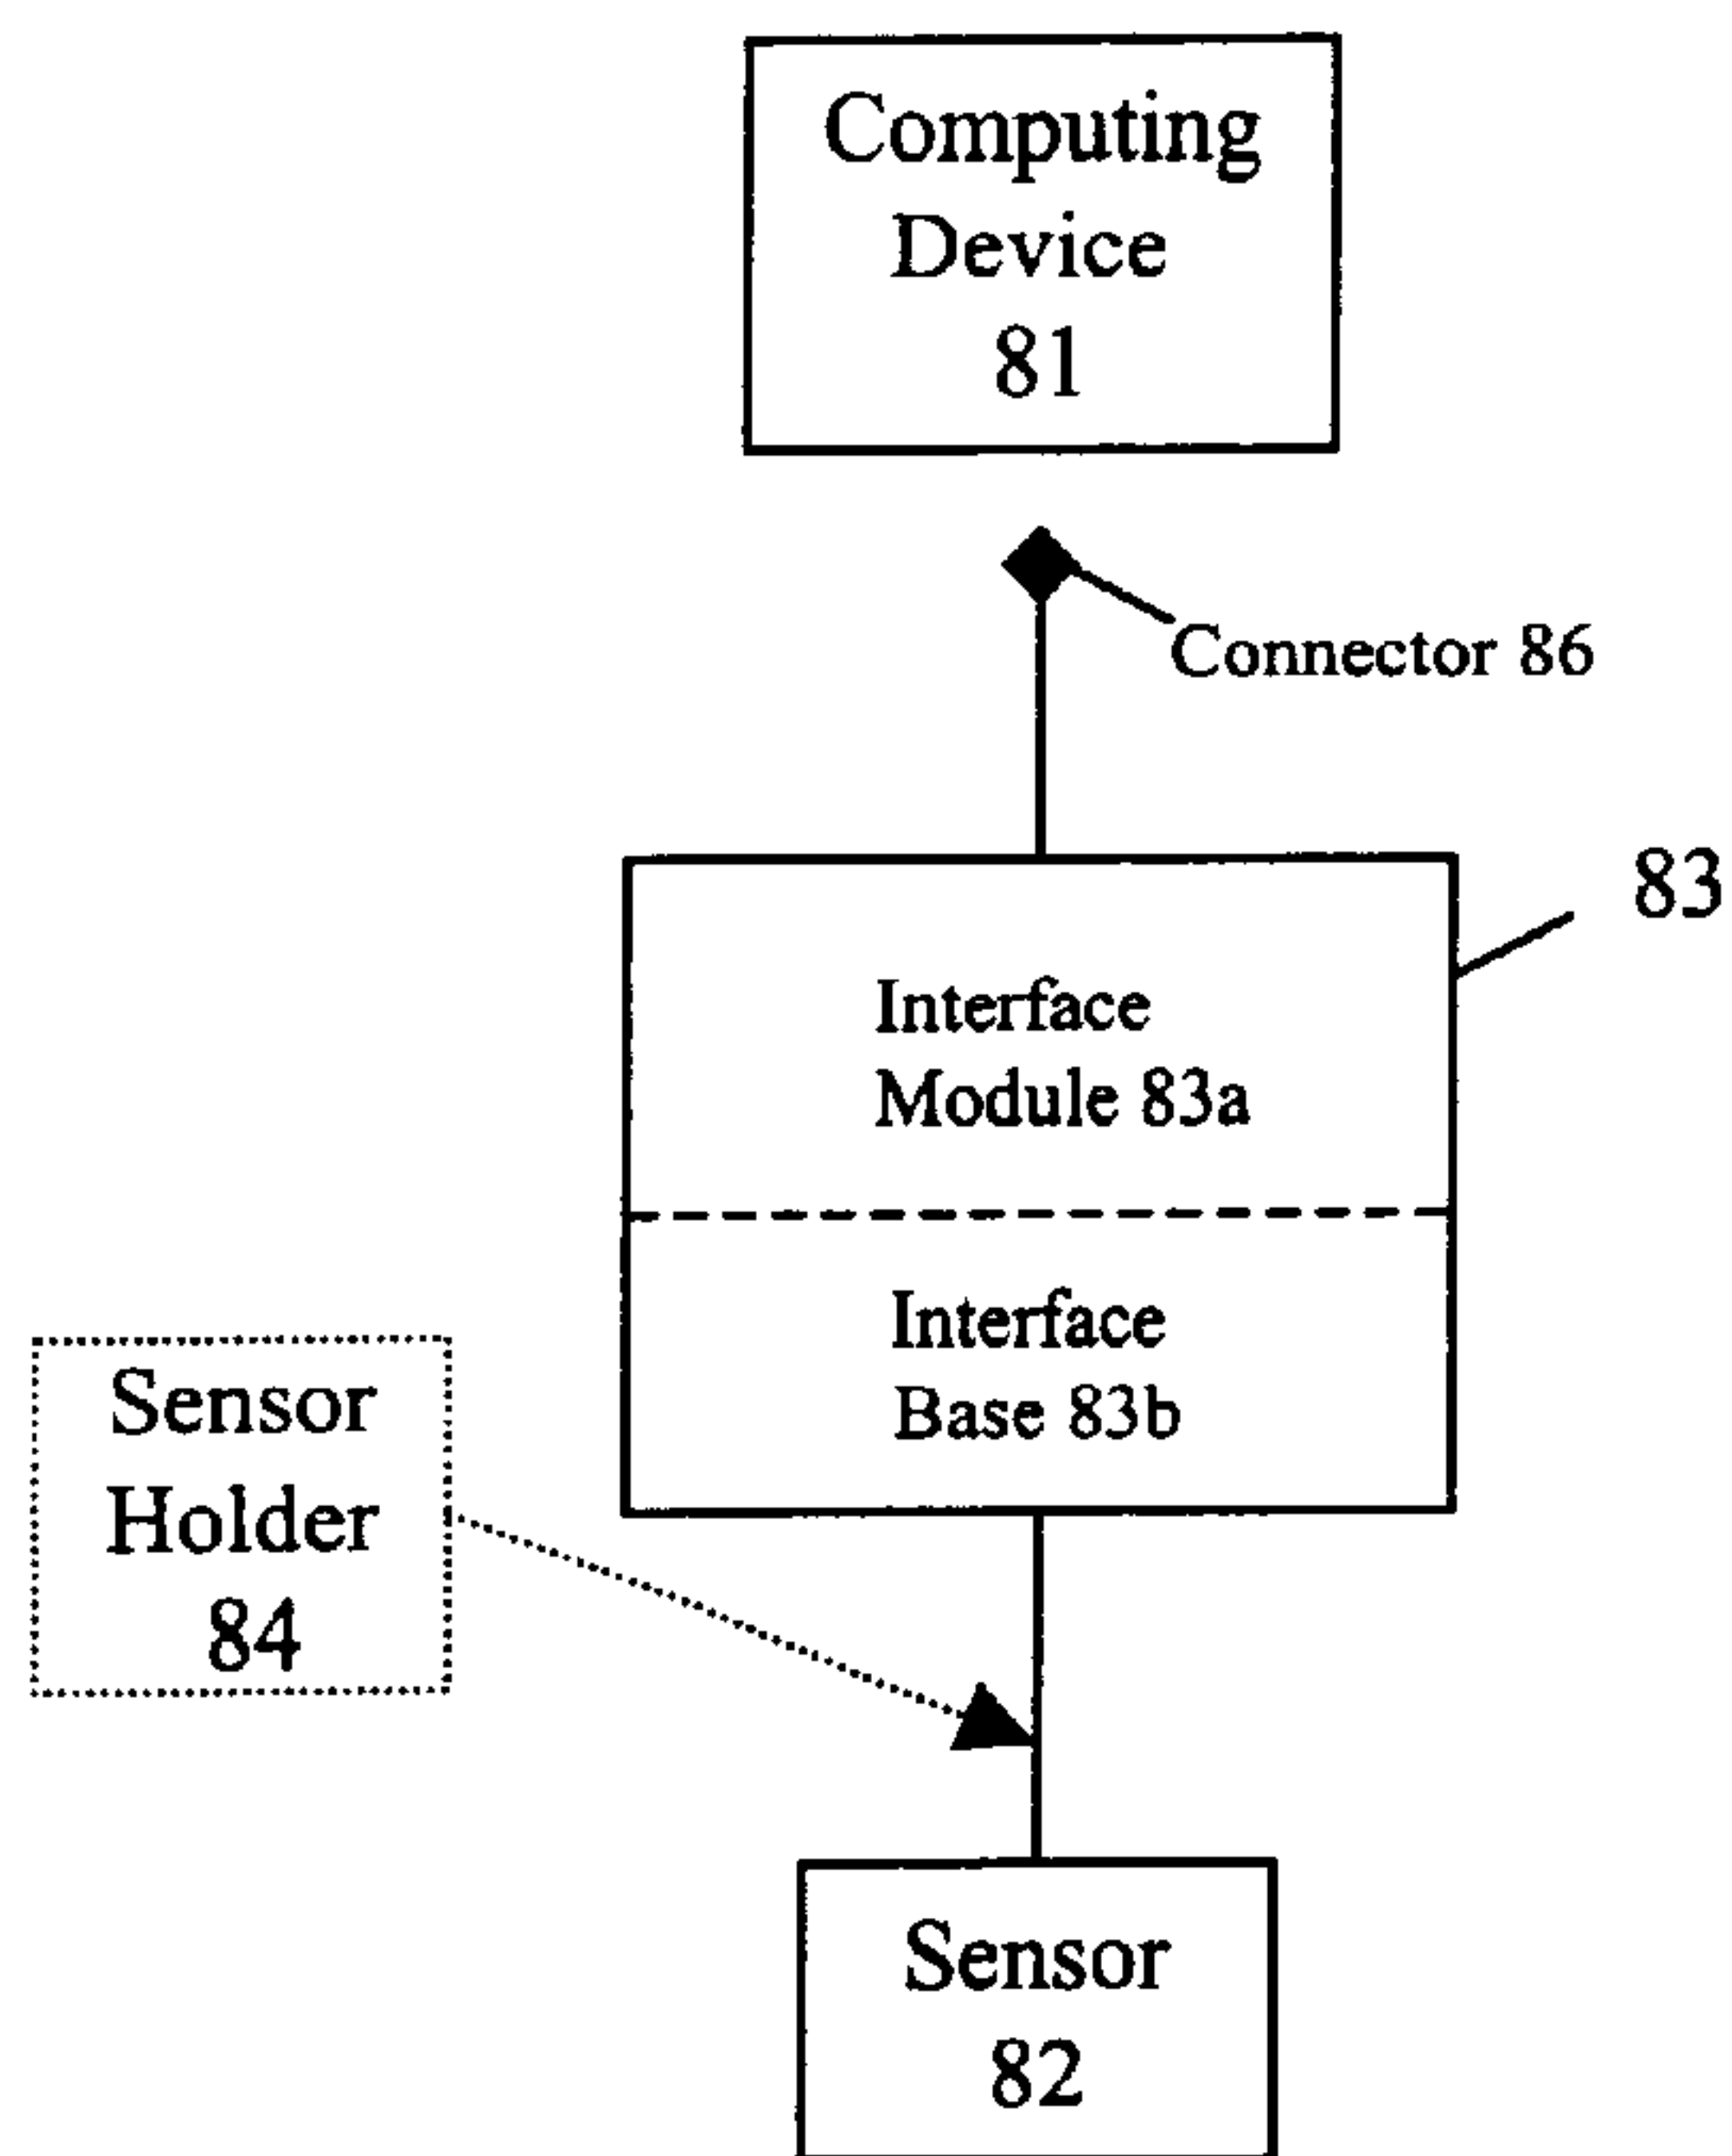 Computing
Device
81
Connector 86
83
Interface
Module 83a
Interface
Base 83b
Sensor
Holder
84
Sensor
82